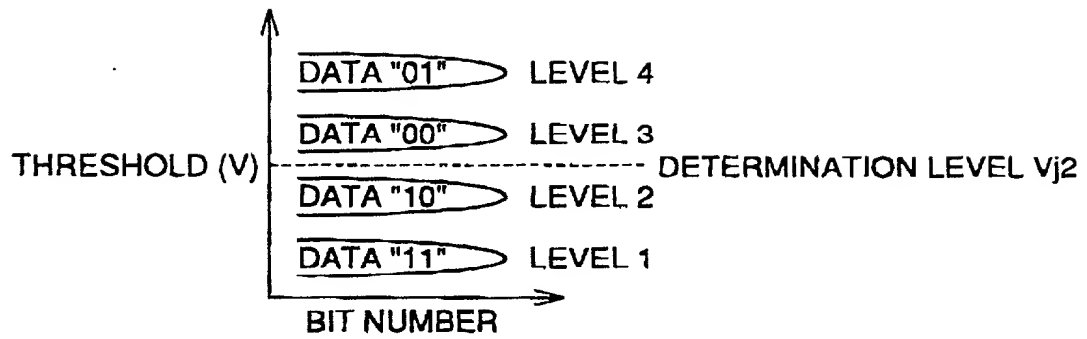 DATA "01" LEVEL 4
DATA "00" LEVEL 3
THRESHOLD (V) DETERMINATION LEVEL Vj2
DATA "10" LEVEL 2
DATA "11" LEVEL 1
BIT NUMBER